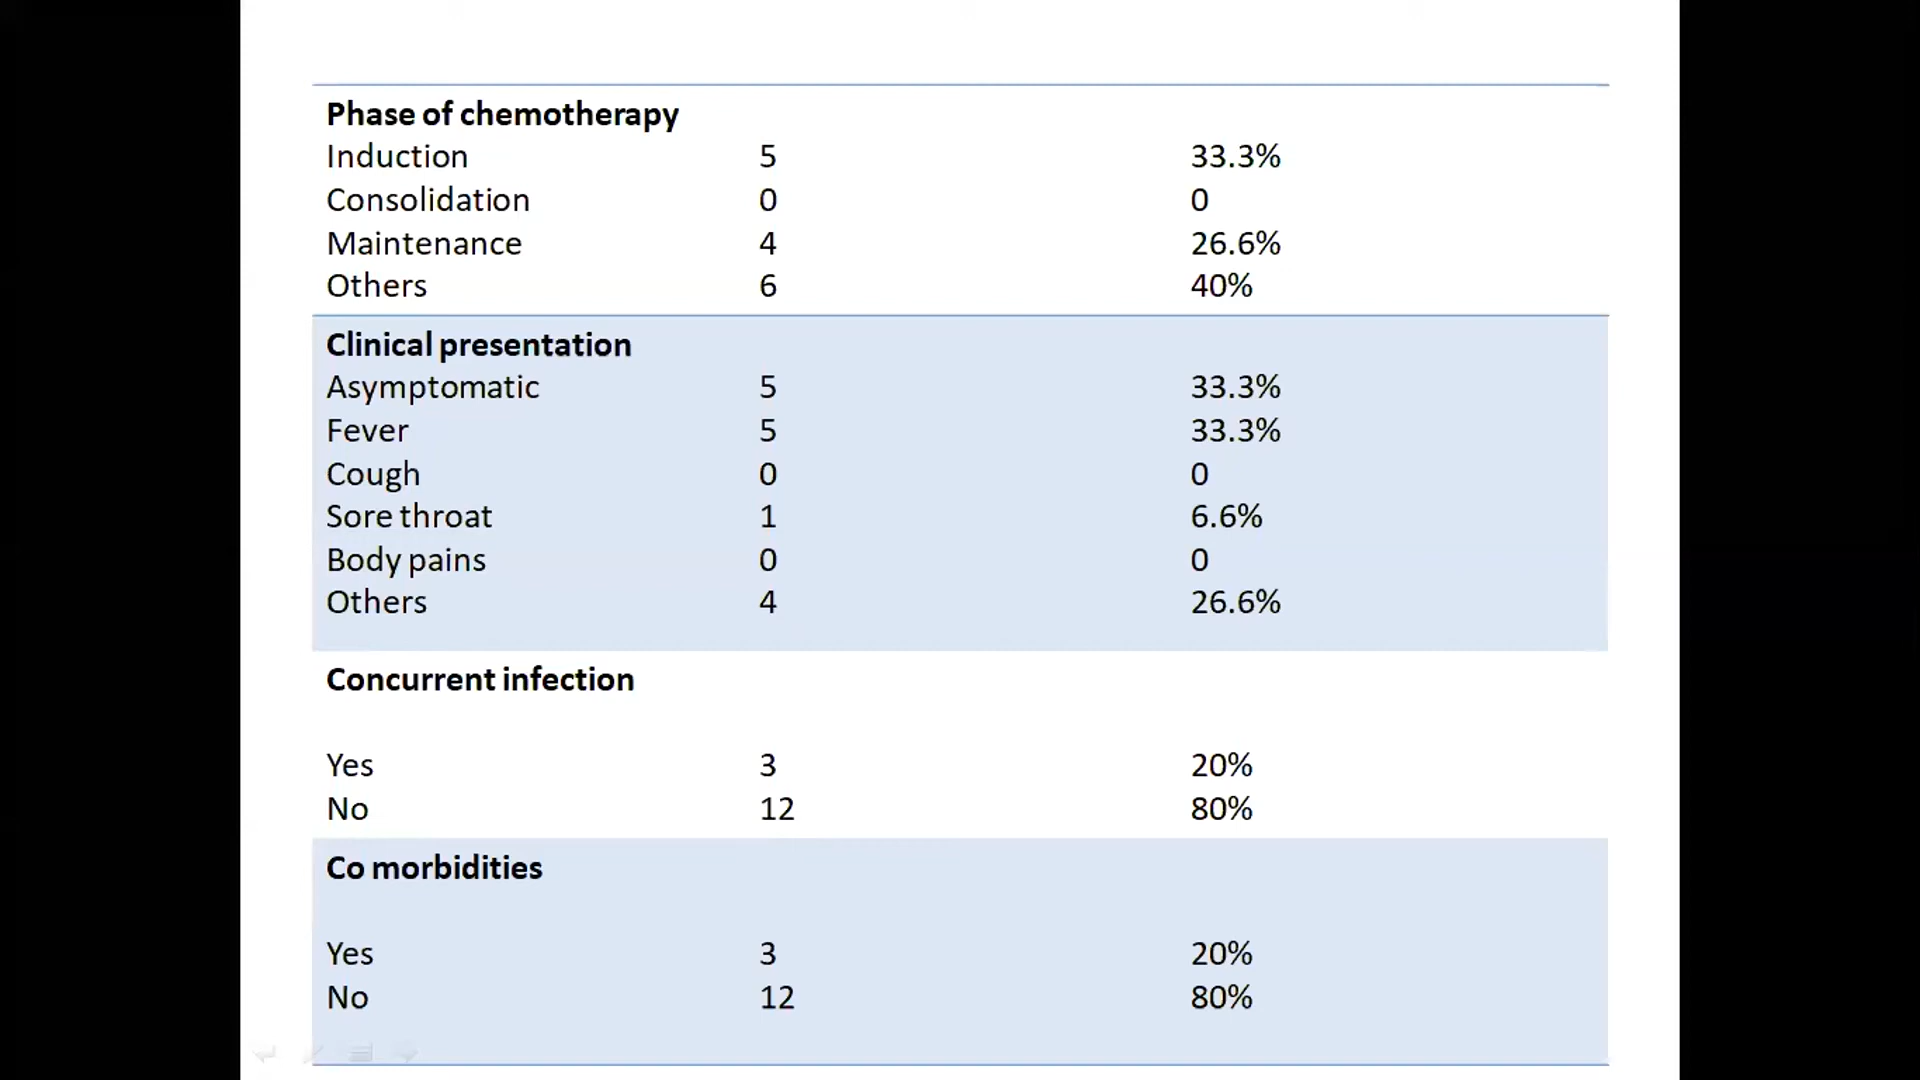 Phase of chemotherapy
Induction 5 33.3%
Consolidation 0 0
Maintenance 4 26.6%
Others 6 40%
Clinical presentation
Asymptomatic 5 33.3%
Fever 5 33.3%
Cough 0 0
Sore throat 1 6.6%
Body pains 0 0
Others 4 26.6%
Concurrent infection
Yes 3 20%
No 12 80%
Co morbidities
Yes 3 20%
No 12 80%